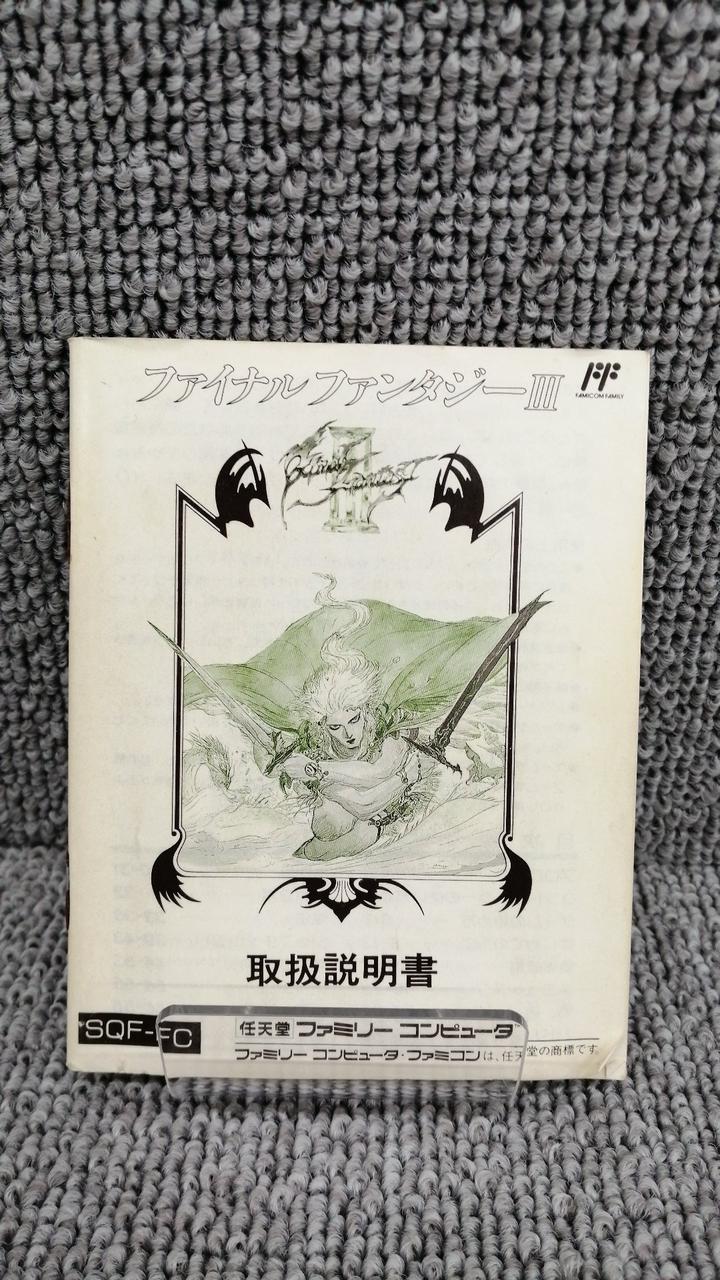 ファイナルファンタジーIII
FAMICOM FAMILY
FINAL FANTASY III
取扱説明書
SQF-FC
任天堂 ファミリー コンピュータ
ファミリー コンピュータ・ファミコンは、任天堂の商標です。